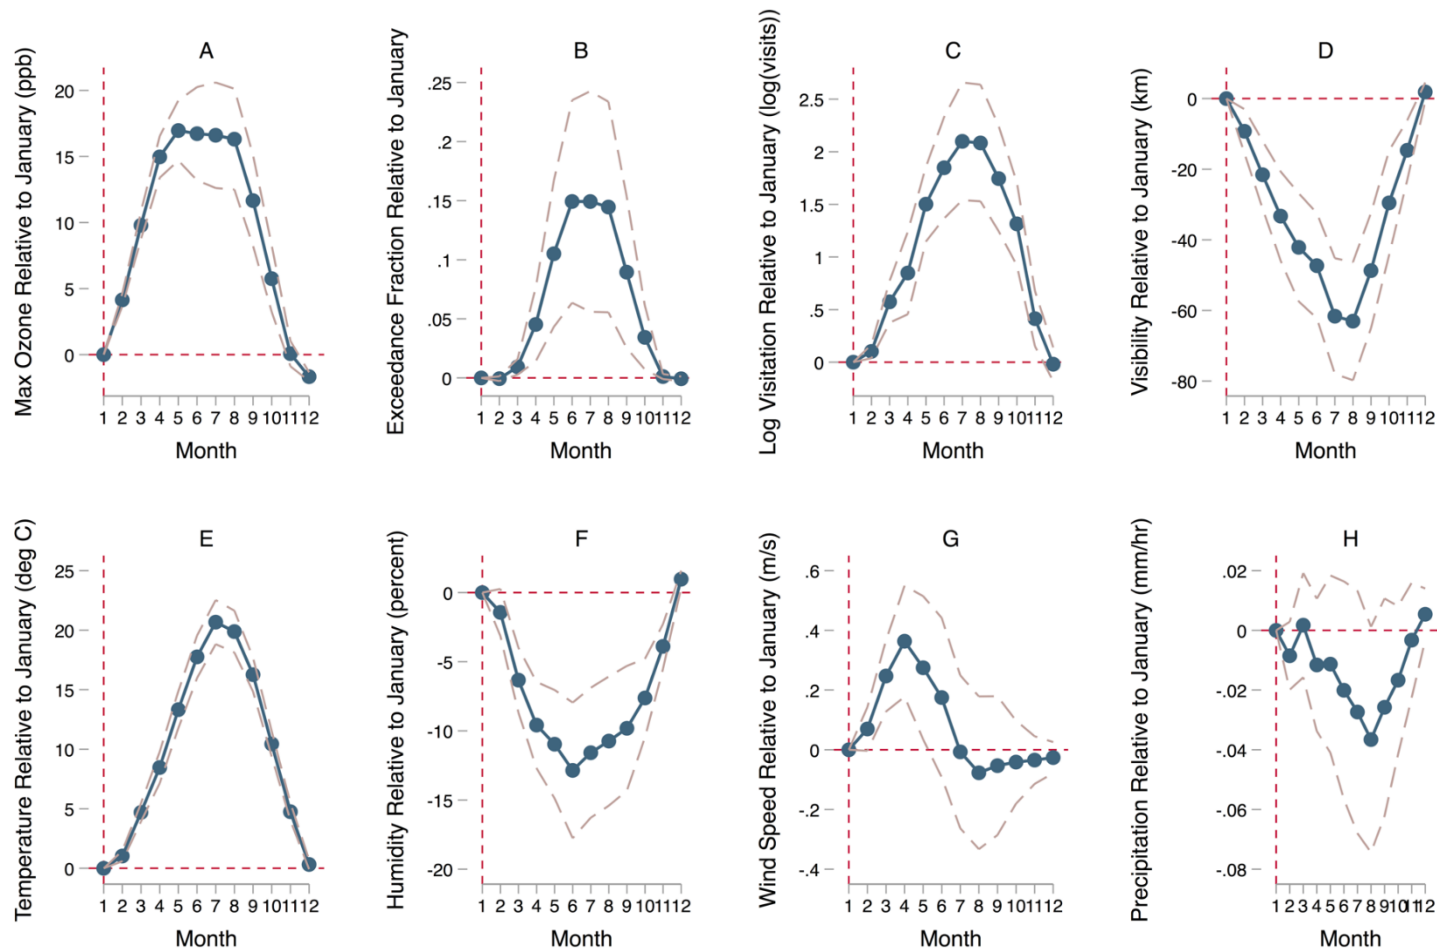 A
Max Ozone Relative to January (ppb)
20
15
10
5
0
1 2 3 4 5 6 7 8 9 10 11 12
Month
B
Exceedance Fraction Relative to January
.25
.2
.15
.1
.05
0
1 2 3 4 5 6 7 8 9 10 11 12
Month
C
Log Visitation Relative to January (log(visits))
2.5
2
1.5
1
.5
0
1 2 3 4 5 6 7 8 9 10 11 12
Month
D
Visibility Relative to January (km)
0
-20
-40
-60
-80
1 2 3 4 5 6 7 8 9 10 11 12
Month
E
Temperature Relative to January (deg C)
25
20
15
10
5
0
1 2 3 4 5 6 7 8 9 10 11 12
Month
F
Humidity Relative to January (percent)
0
-5
-10
-15
-20
1 2 3 4 5 6 7 8 9 10 11 12
Month
G
Wind Speed Relative to January (m/s)
.6
.4
.2
0
-.2
-.4
1 2 3 4 5 6 7 8 9 10 11 12
Month
H
Precipitation Relative to January (mm/hr)
.02
0
-.02
-.04
-.06
-.08
1 2 3 4 5 6 7 8 9 10 11 12
Month